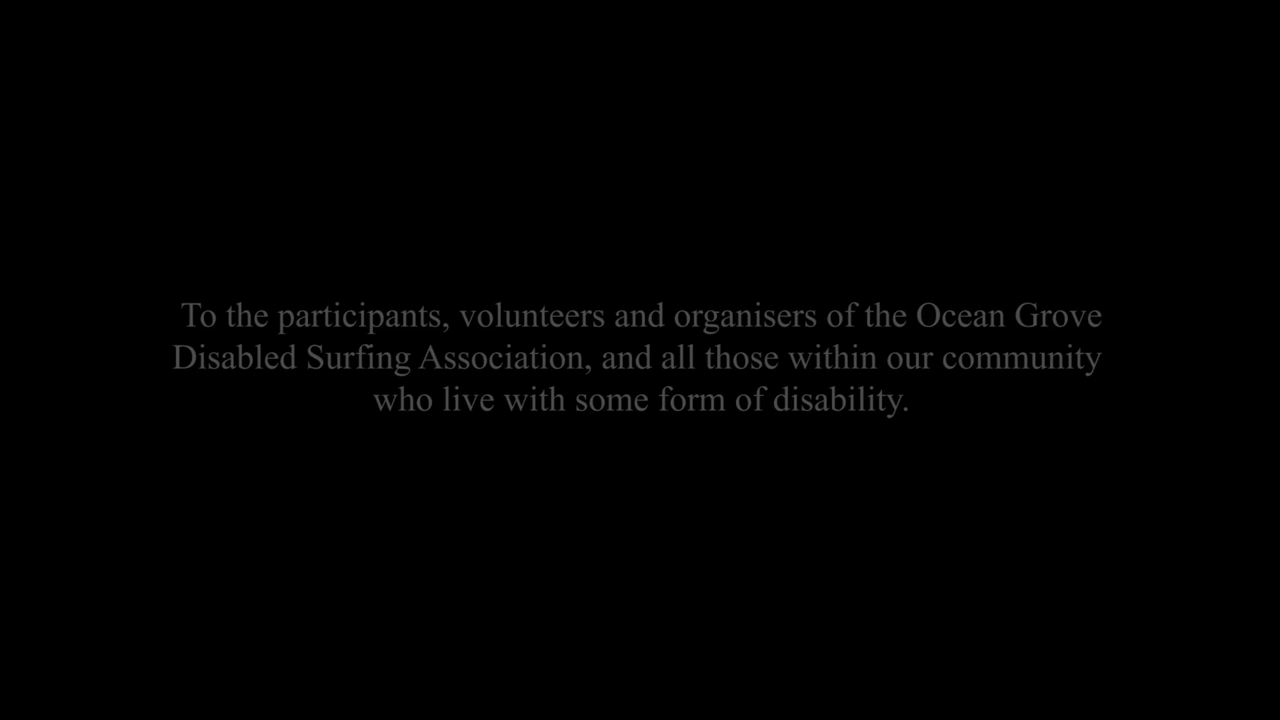 To the participants, volunteers and organisers of the Ocean Grove
Disabled Surfing Association, and all those within our community
who live with some form of disability.